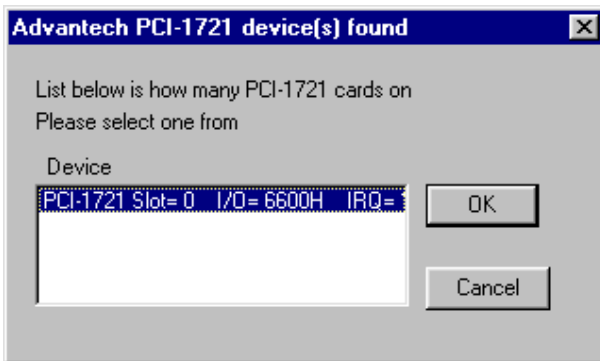 Advantech PCI-1721 device(s) found
List below is how many PCI-1721 cards on
Please select one from
Device
PCI-1721 Slot= 0 I/O= 6600H IRQ=
OK
Cancel